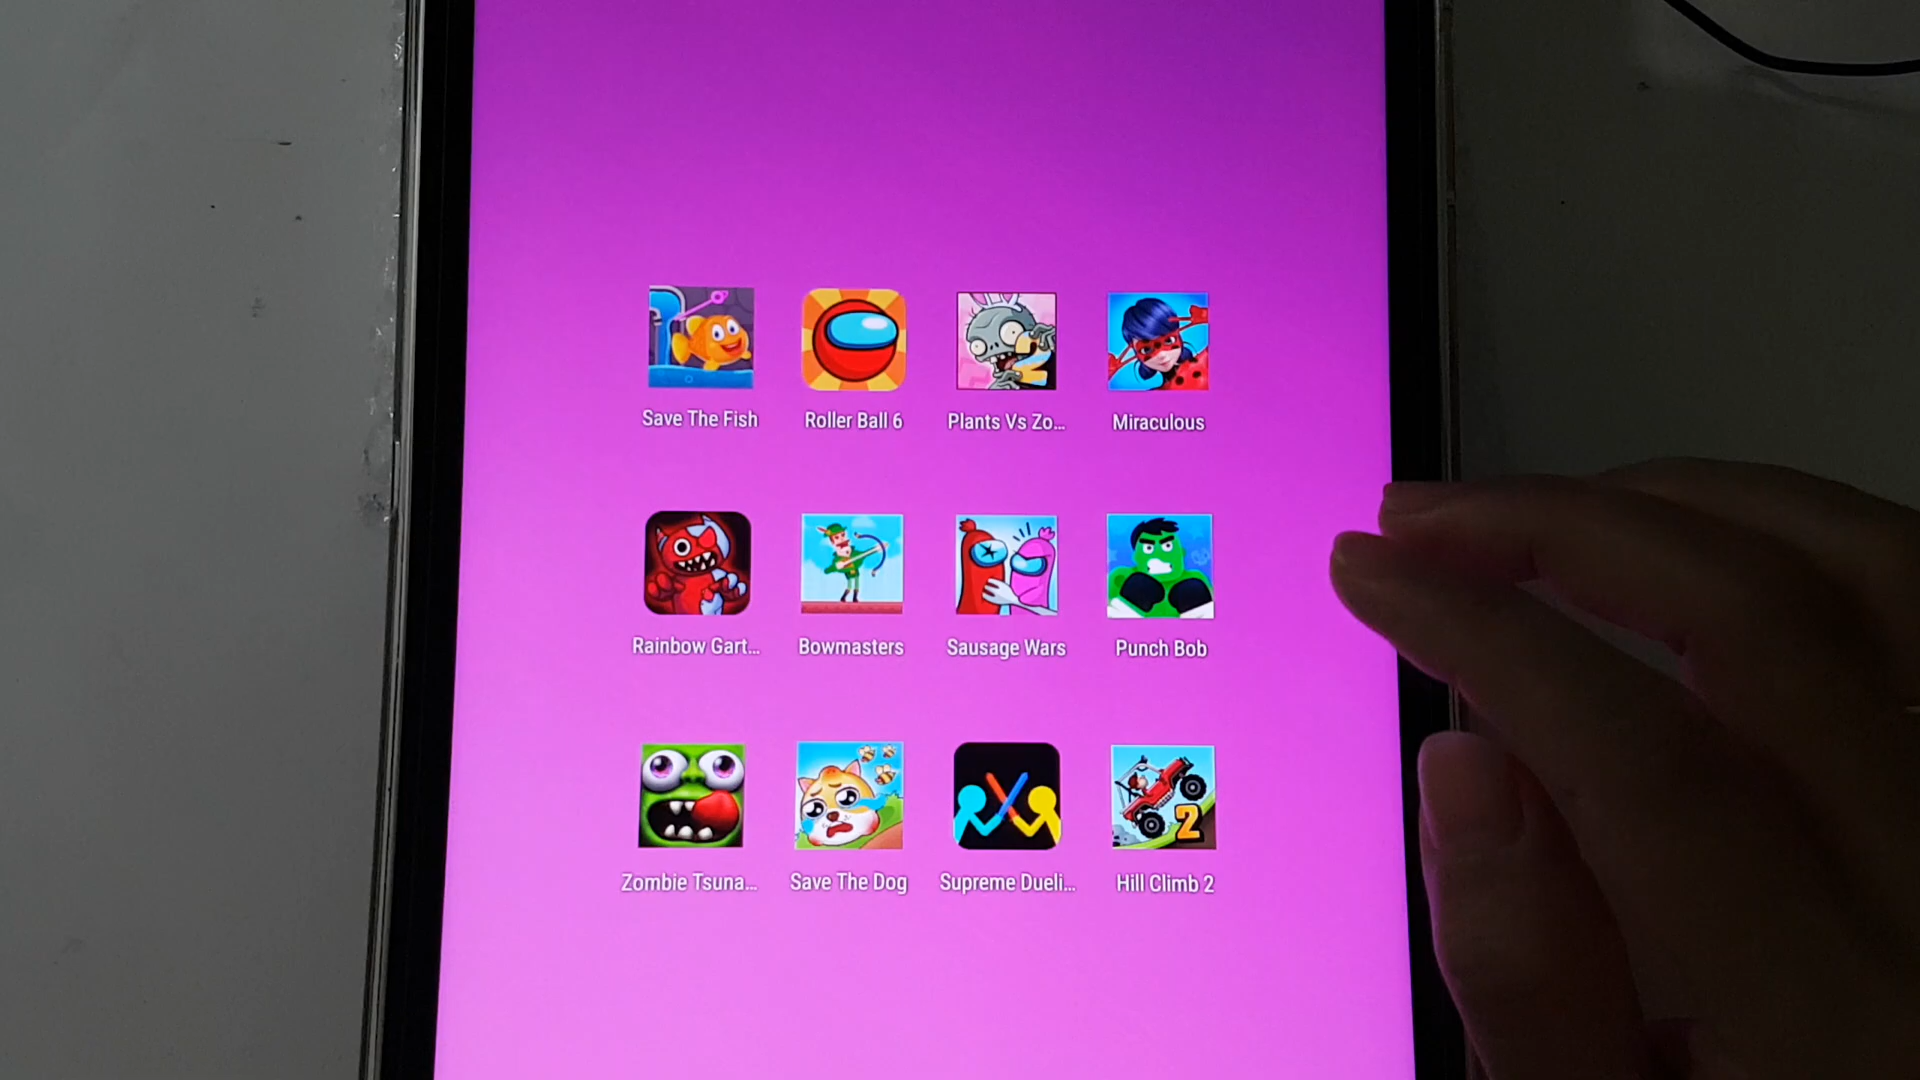 Save The Fish
Roller Ball 6
Plants Vs Zo...
Miraculous
Rainbow Gart...
Bowmasters
Sausage Wars
Punch Bob
Zombie Tsuna...
Save The Dog
Supreme Dueli...
2
Hill Climb 2